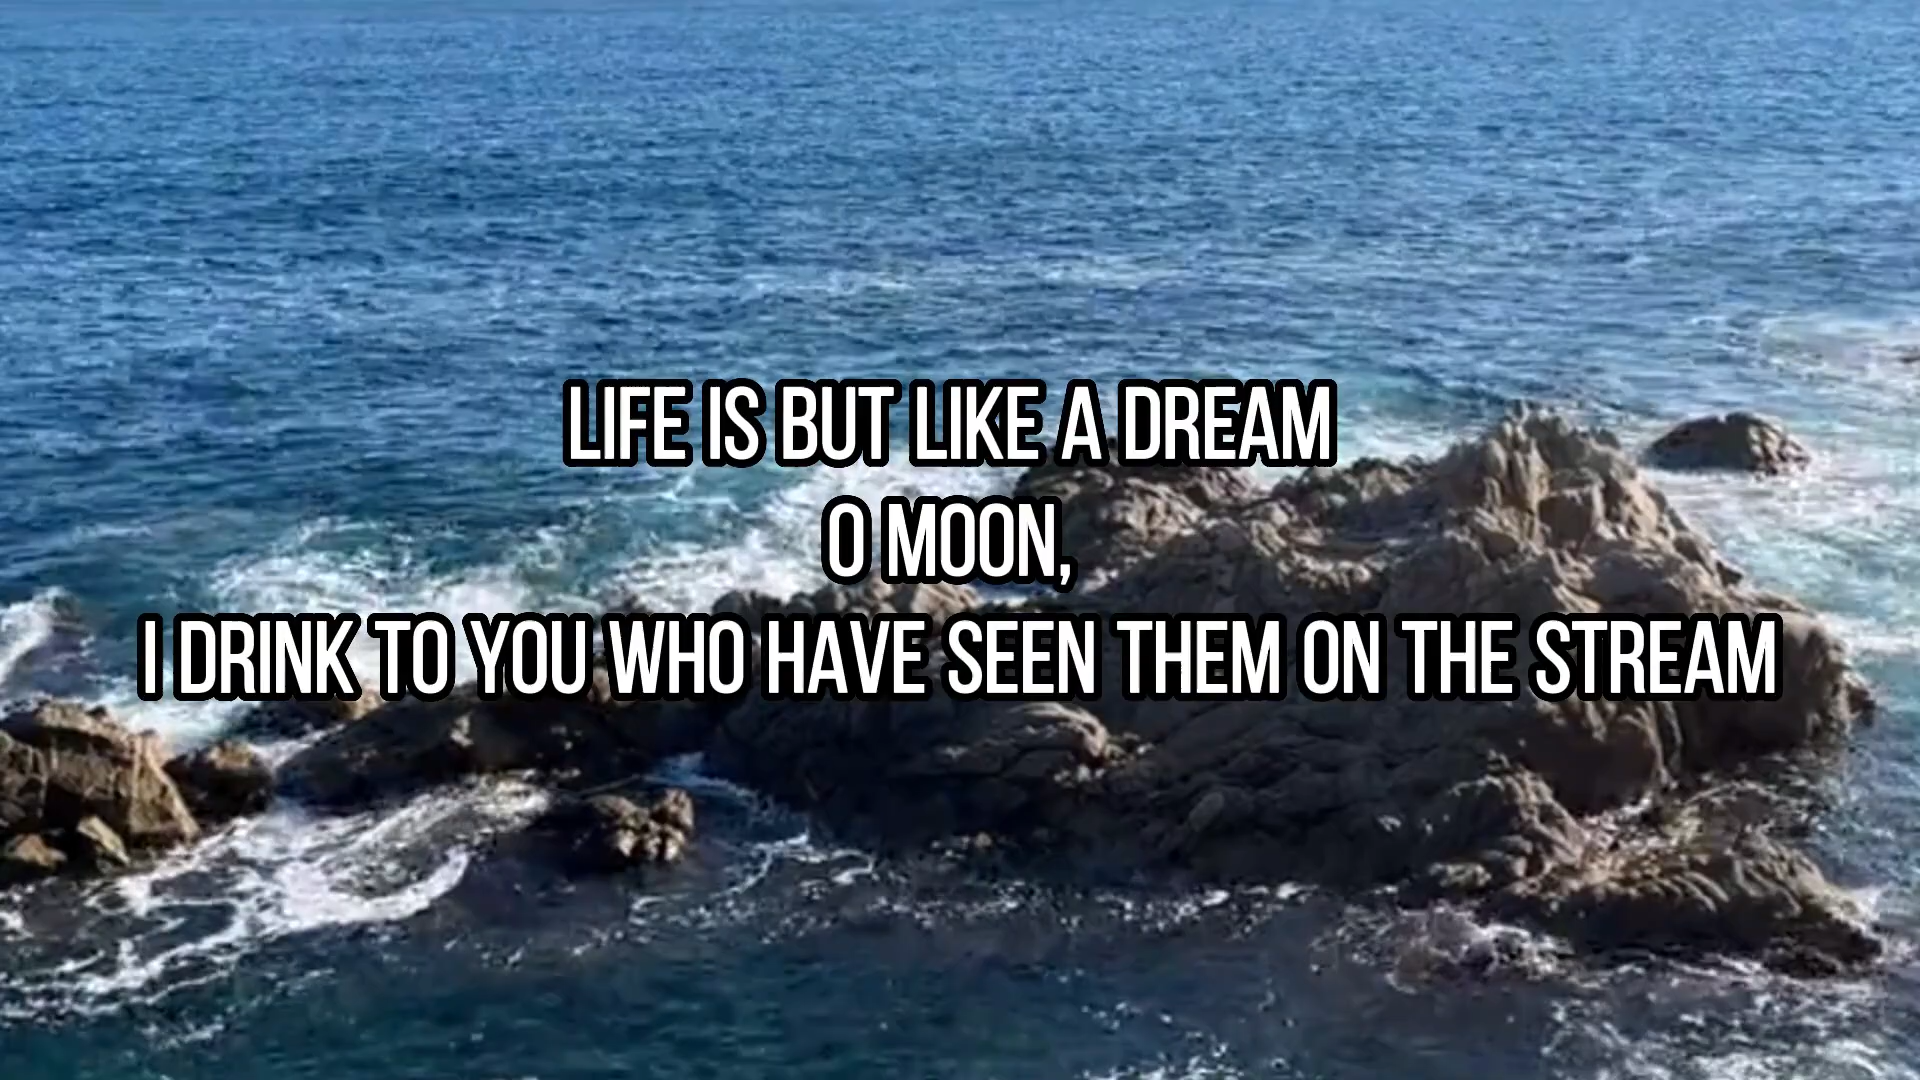 LIFE IS BUT LIKE A DREAM
O MOON,
I DRINK TO YOU WHO HAVE SEEN THEM ON THE STREAM